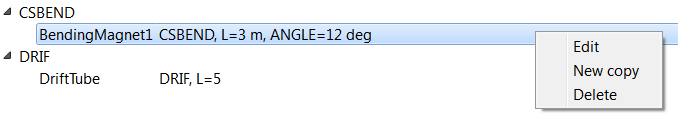 CSBEND
BendingMagnet1 CSBEND, L=3 m, ANGLE=12 deg
DRIF
DriftTube DRIF, L=5
Edit
New copy
Delete